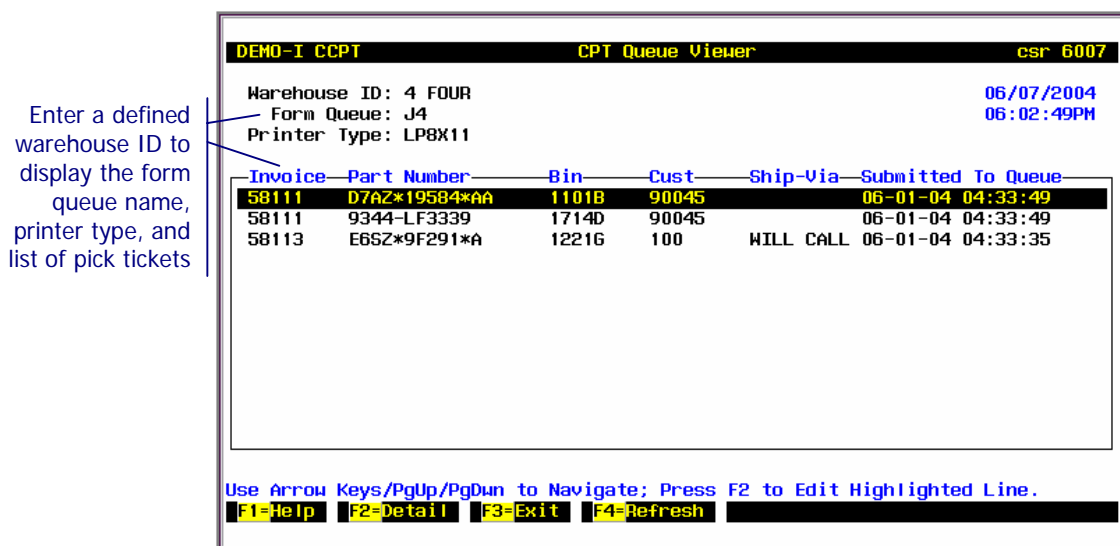 DEMO-I CCPT CPT Queue Viewer csr 6007
Warehouse ID: 4 FOUR 06/07/2004
Form Queue: J4 06:02:49PM
Printer Type: LP8X11
Enter a defined
warehouse ID to
display the form
queue name,
printer type, and
list of pick tickets
Invoice Part Number Bin Cust Ship-Via Submitted To Queue
58111 D7AZ*19584*AA 1101B 90045 06-01-04 04:33:49
58111 9344-LF3339 1714D 90045 06-01-04 04:33:49
58113 E6SZ*9F291*A 1221G 100 WILL CALL 06-01-04 04:33:35
Use Arrow Keys/PgUp/PgDwn to Navigate; Press F2 to Edit Highlighted Line.
F1=Help F2=Detail F3=Exit F4=Refresh